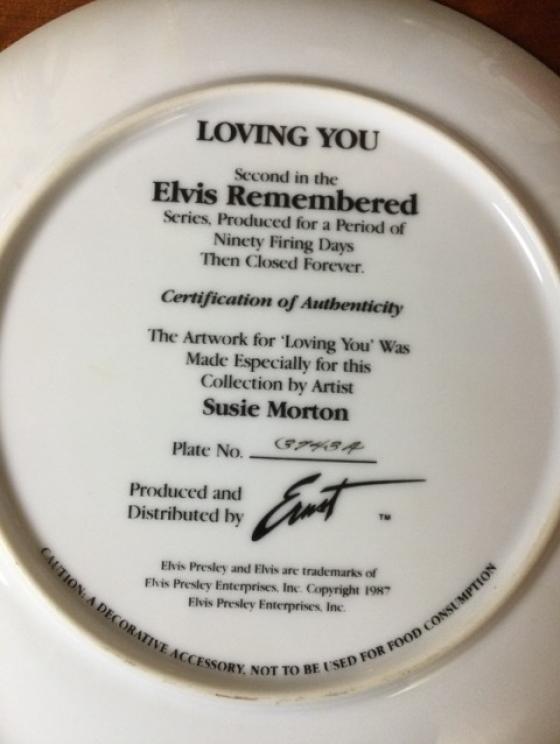 LOVING YOU
Second in the
Elvis Remembered
Series, Produced for a Period of
Ninety Firing Days
Then Closed Forever.
Certification of Authenticity
The Artwork for 'Loving You' Was
Made Especially for this
Collection by Artist
Susie Morton
Plate No.
Produced and
Distributed by Ernst ™
Elvis Presley and Elvis are trademarks of
Elvis Presley Enterprises, Inc. Copyright 1987
Elvis Presley Enterprises, Inc.
CAUTION: A DECORATIVE ACCESSORY, NOT TO BE USED FOR FOOD CONSUMPTION